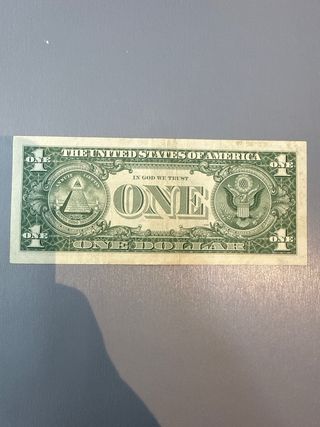 THE UNITED STATES OF AMERICA
1 ONE
1 ONE
IN GOD WE TRUST
ONE
1 ONE
1 ONE
ONE DOLLAR